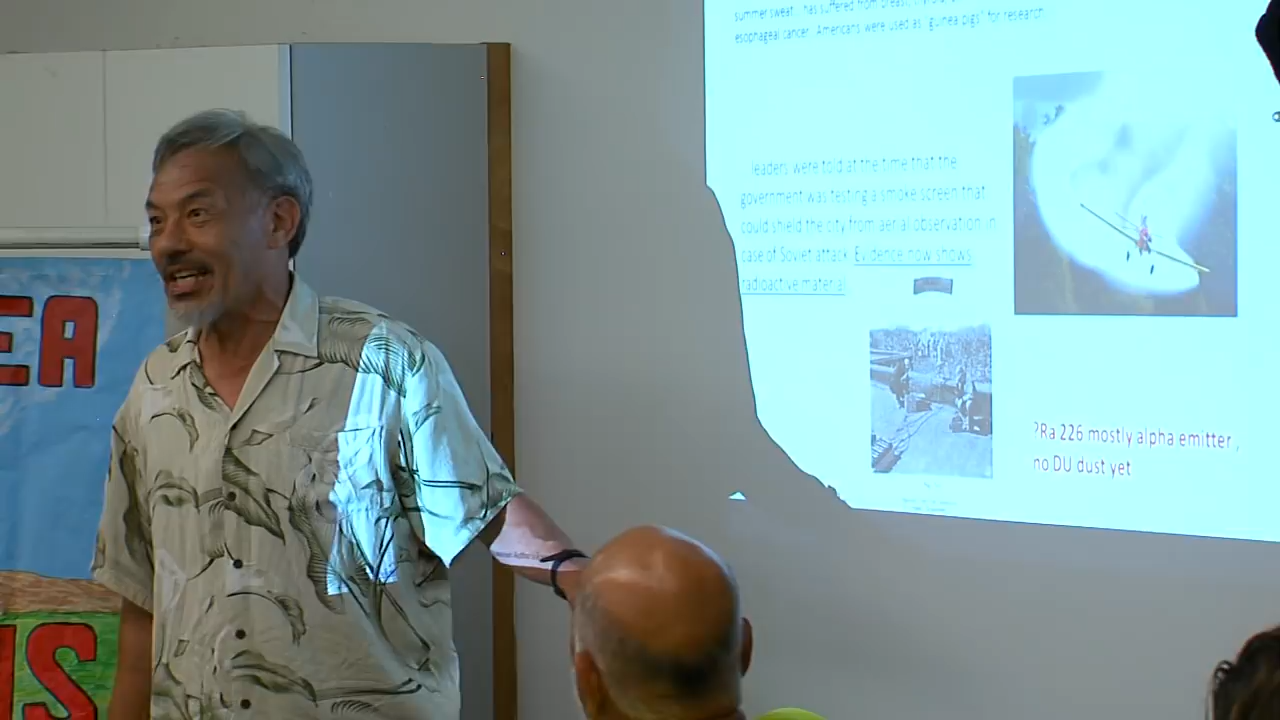 summer sweat has suffered from breast,
esophageal cancer. Americans were used as "guinea pigs" for research
leaders were told at the time that the
government was testing a smoke screen that
could shield the city from aerial observation in
case of Soviet attack. Evidence now shows
radioactive material
?Ra 226 mostly alpha emitter,
no DU dust yet
EA
NS